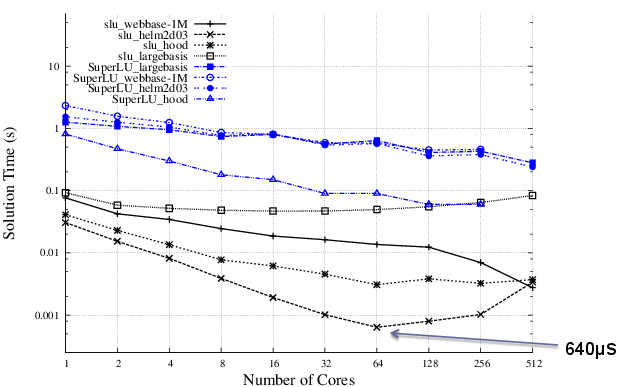 slu_webbase-1M
slu_helm2d03
slu_hood
slu_largebasis
SuperLU_largebasis
SuperLU_webbase-1M
SuperLU_helm2d03
SuperLU_hood
Solution Time (s)
10
1
0.1
0.01
0.001
1 2 4 8 16 32 64 128 256 512
Number of Cores
640µS